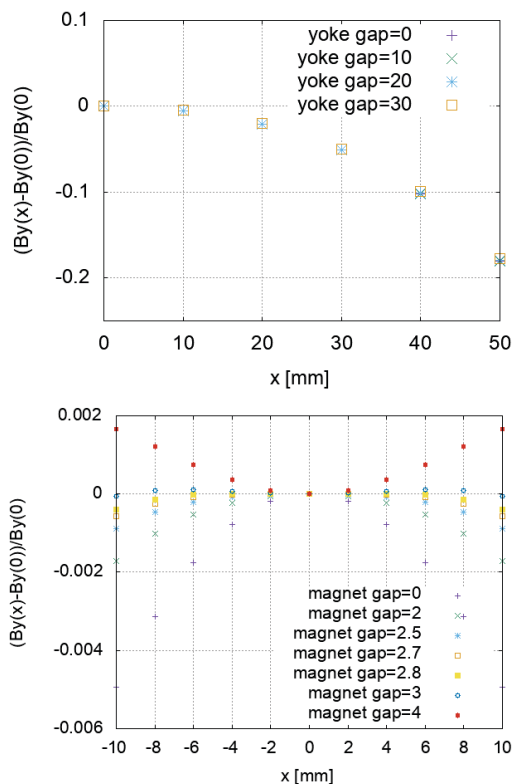 0.1
0
-0.1
-0.2
(By(x)-By(0))/By(0)
yoke gap=0
yoke gap=10
yoke gap=20
yoke gap=30
0 10 20 30 40 50
x [mm]
0.002
0
-0.002
-0.004
-0.006
(By(x)-By(0))/By(0)
magnet gap=0
magnet gap=2
magnet gap=2.5
magnet gap=2.7
magnet gap=2.8
magnet gap=3
magnet gap=4
-10 -8 -6 -4 -2 0 2 4 6 8 10
x [mm]